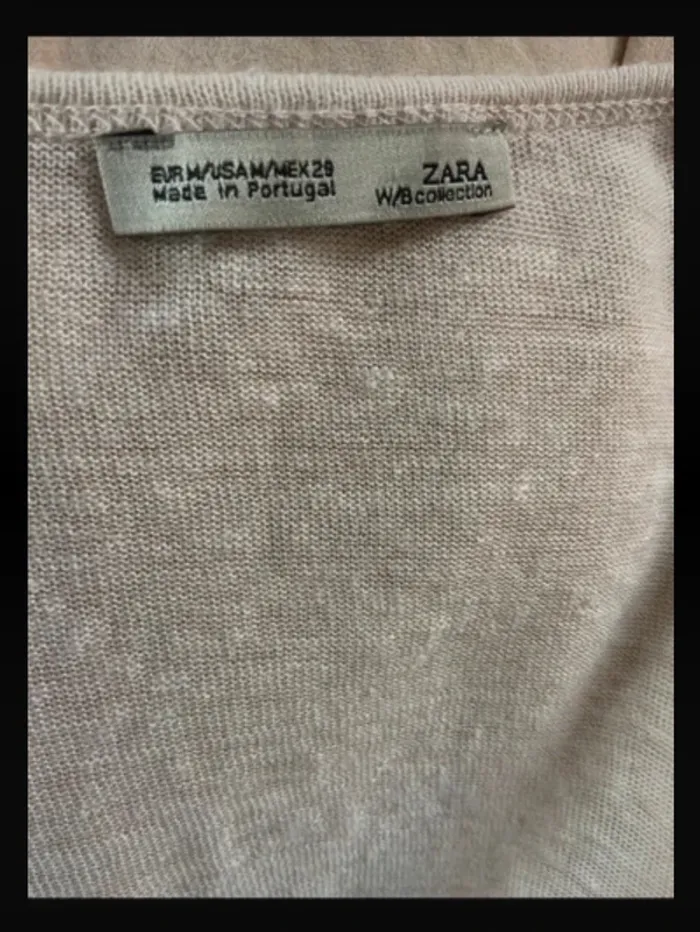 EUR M/USA M/MEX 29
Made in Portugal
ZARA
W/B collection